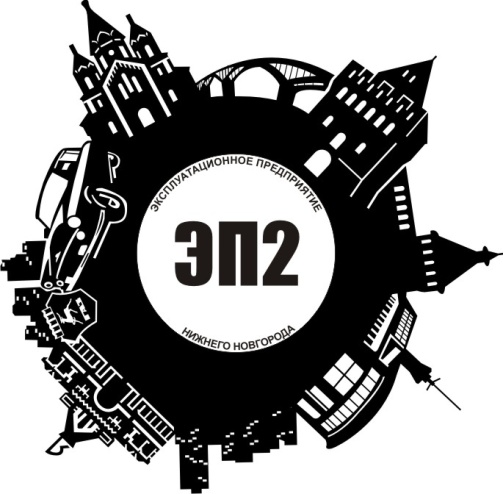 ЭКСПЛУАТАЦИОННОЕ ПРЕДПРИЯТИЕ
ЭП2
НИЖНЕГО НОВГОРОДА